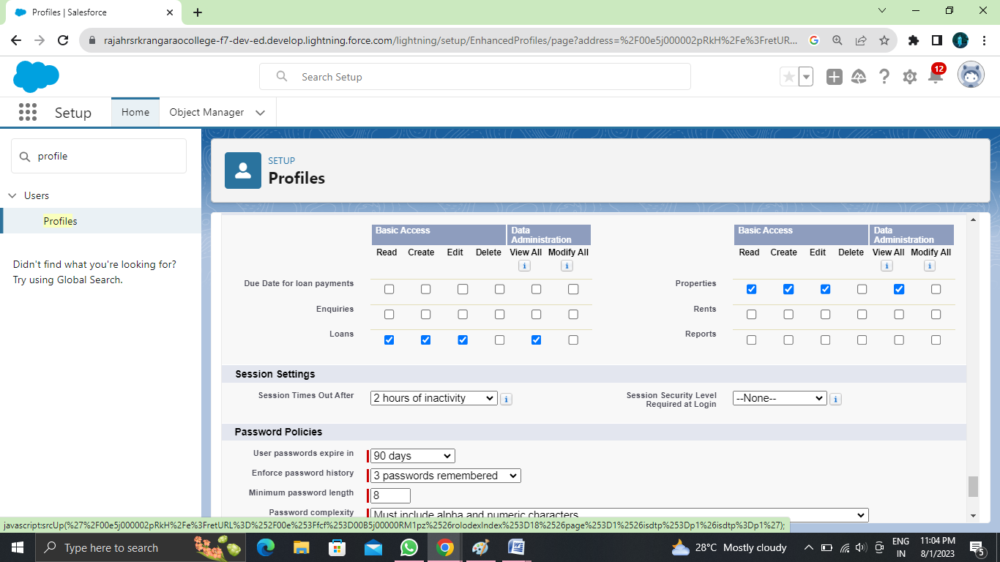 Profiles | Salesforce
rajahrsrkrangaraocollege-f7-dev-ed.develop.lightning.force.com/lightning/setup/EnhancedProfiles/page?address=%2F00e5j000002pRkH%2Fe%3FretUR...
Search Setup
12
Setup
Home
Object Manager
profile
Users
Profiles
Didn't find what you're looking for?
Try using Global Search.
SETUP
Profiles
Basic Access Data Administration Basic Access Data Administration
Read Create Edit Delete View All Modify All Read Create Edit Delete View All Modify All
Due Date for loan payments Properties
Enquiries Rents
Loans Reports
Session Settings
Session Times Out After 2 hours of inactivity Session Security Level Required at Login --None--
Password Policies
User passwords expire in 90 days
Enforce password history 3 passwords remembered
Minimum password length 8
Password complexity Must include alpha and numeric characters
javascript:srcUp(%27%2F00e5j000002pRkH%2Fe%3FretURL%3D%252F00e%253Ffcf%253D00B5j00000RM1pz%2526rolodexIndex%253D18%2526page%253D1%2526isdtp%253Dp1%26isdtp%3Dp1%27);
Type here to search
28°C Mostly cloudy
ENG
IN
11:04 PM
8/1/2023
5